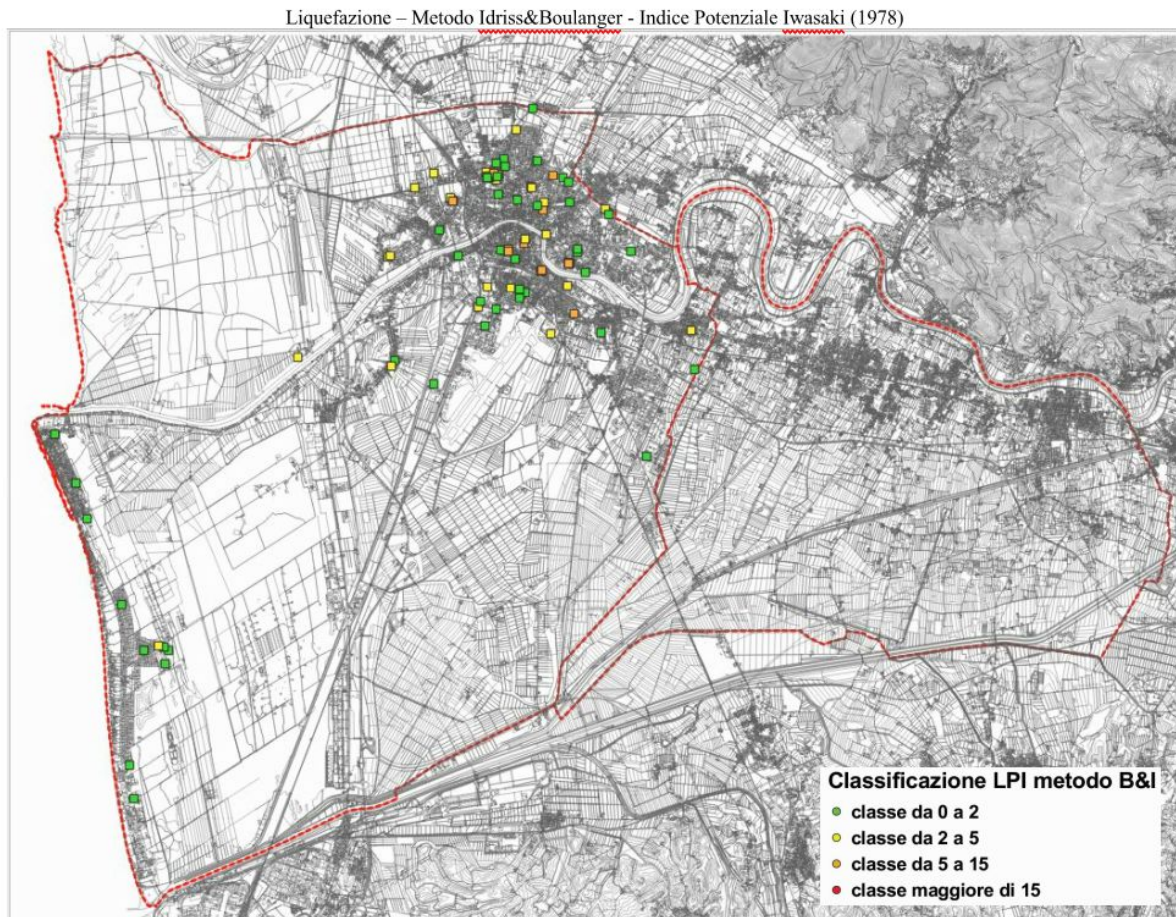 Liquefazione – Metodo Idriss&Boulanger - Indice Potenziale Iwasaki (1978)
Classificazione LPI metodo B&I
classe da 0 a 2
classe da 2 a 5
classe da 5 a 15
classe maggiore di 15